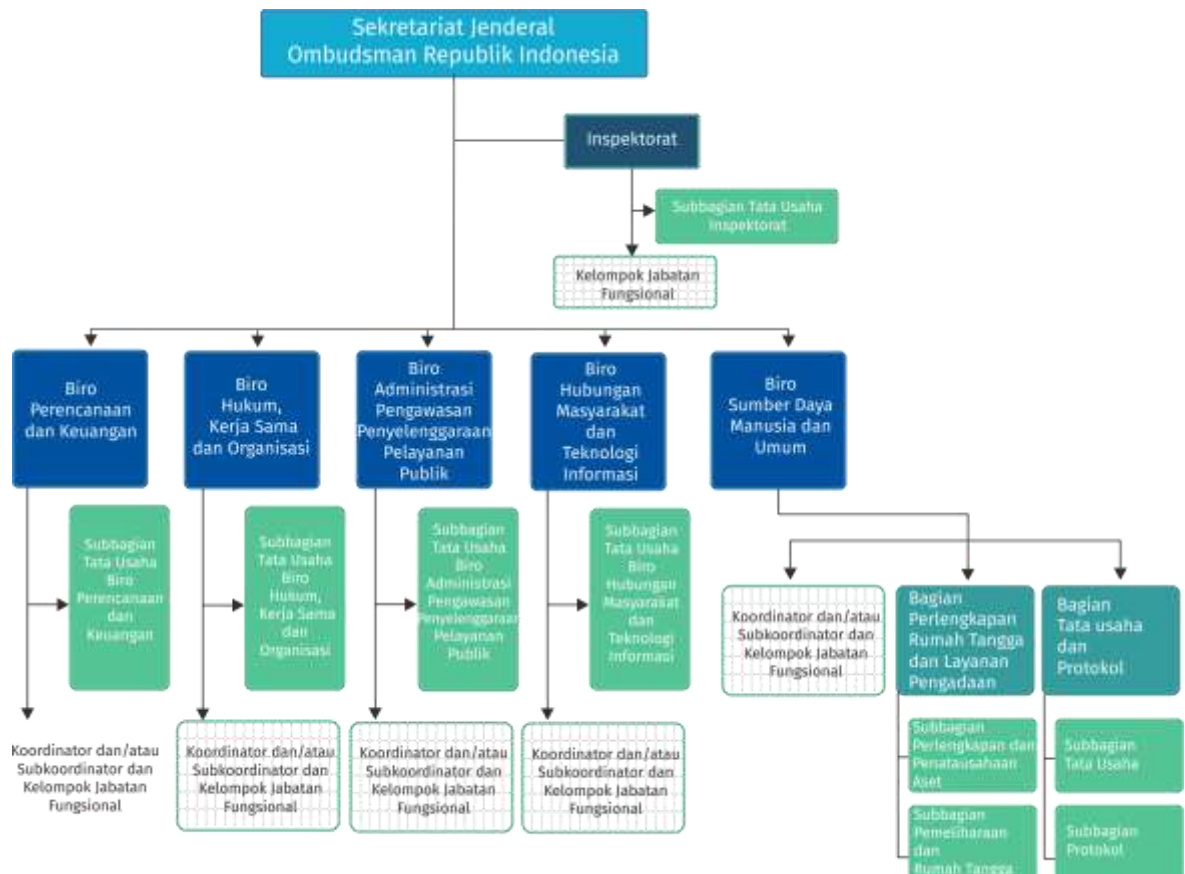 Sekretariat Jenderal
Ombudsman Republik Indonesia
Inspektorat
Subbagian Tata Usaha
Inspektorat
Kelompok Jabatan
Fungsional
Biro
Perencanaan
dan Keuangan
Biro
Hukum,
Kerja Sama
dan Organisasi
Biro
Administrasi
Pengawasan
Penyelenggaraan
Pelayanan
Publik
Biro
Hubungan
Masyarakat
dan
Teknologi
Informasi
Biro
Sumber Daya
Manusia dan
Umum
Subbagian
Tata Usaha
Biro
Perencanaan
dan
Keuangan
Subbagian
Tata Usaha
Biro
Hukum,
Kerja Sama
dan
Organisasi
Subbagian
Tata Usaha
Biro
Administrasi
Pengawasan
Penyelenggaraan
Pelayanan
Publik
Subbagian
Tata Usaha
Biro
Hubungan
Masyarakat
dan
Teknologi
Informasi
Koordinator dan/atau
Subkoordinator dan
Kelompok Jabatan
Fungsional
Bagian
Perlengkapan
Rumah Tangga
dan Layanan
Pengadaan
Bagian
Tata usaha
dan
Protokol
Koordinator dan/atau
Subkoordinator dan
Kelompok Jabatan
Fungsional
Koordinator dan/atau
Subkoordinator dan
Kelompok Jabatan
Fungsional
Koordinator dan/atau
Subkoordinator dan
Kelompok Jabatan
Fungsional
Koordinator dan/atau
Subkoordinator dan
Kelompok Jabatan
Fungsional
Subbagian
Perlengkapan dan
Penatausahaan
Aset
Subbagian
Tata Usaha
Subbagian
Pemeliharaan
dan
Rumah Tangga
Subbagian
Protokol